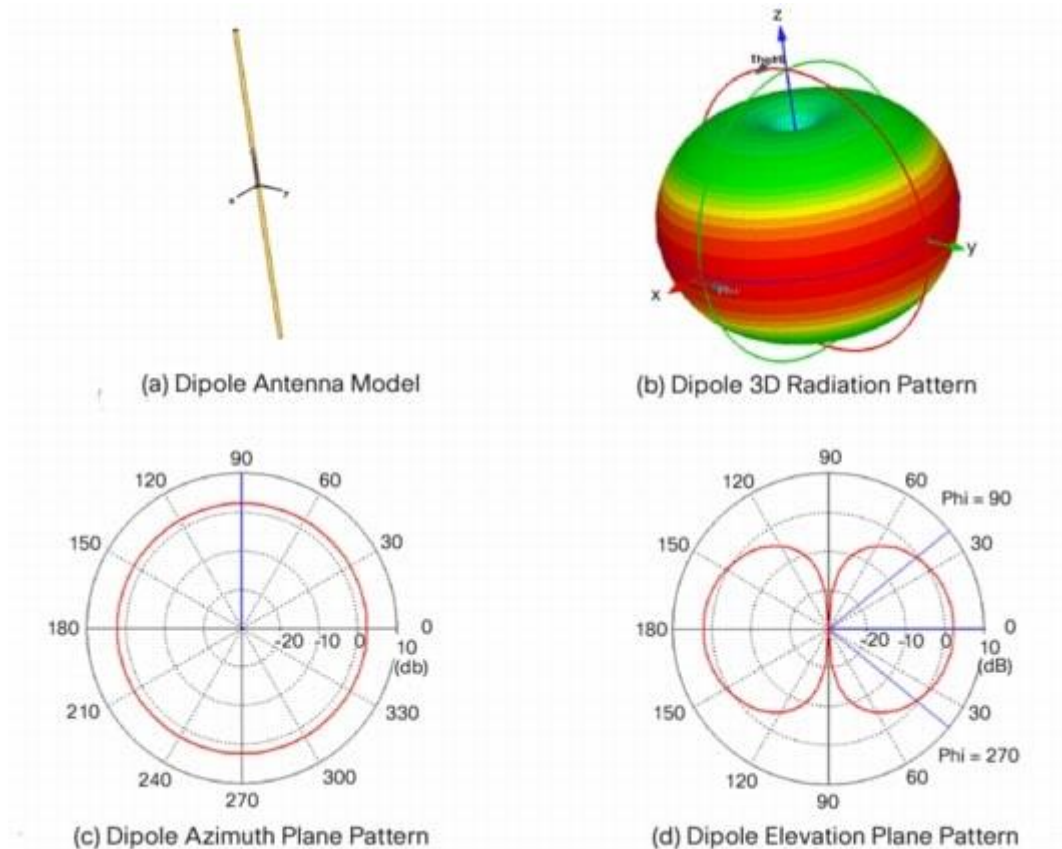 z
Theta
x
y
x
y
Phi
(a) Dipole Antenna Model
(b) Dipole 3D Radiation Pattern
90
120
60
150
30
180
-20 -10 0 10
0
(db)
210
330
240
300
270
(c) Dipole Azimuth Plane Pattern
90
120
60
Phi = 90
150
30
180
-20 -10 0 10
0
(dB)
150
30
120
60
Phi = 270
90
(d) Dipole Elevation Plane Pattern